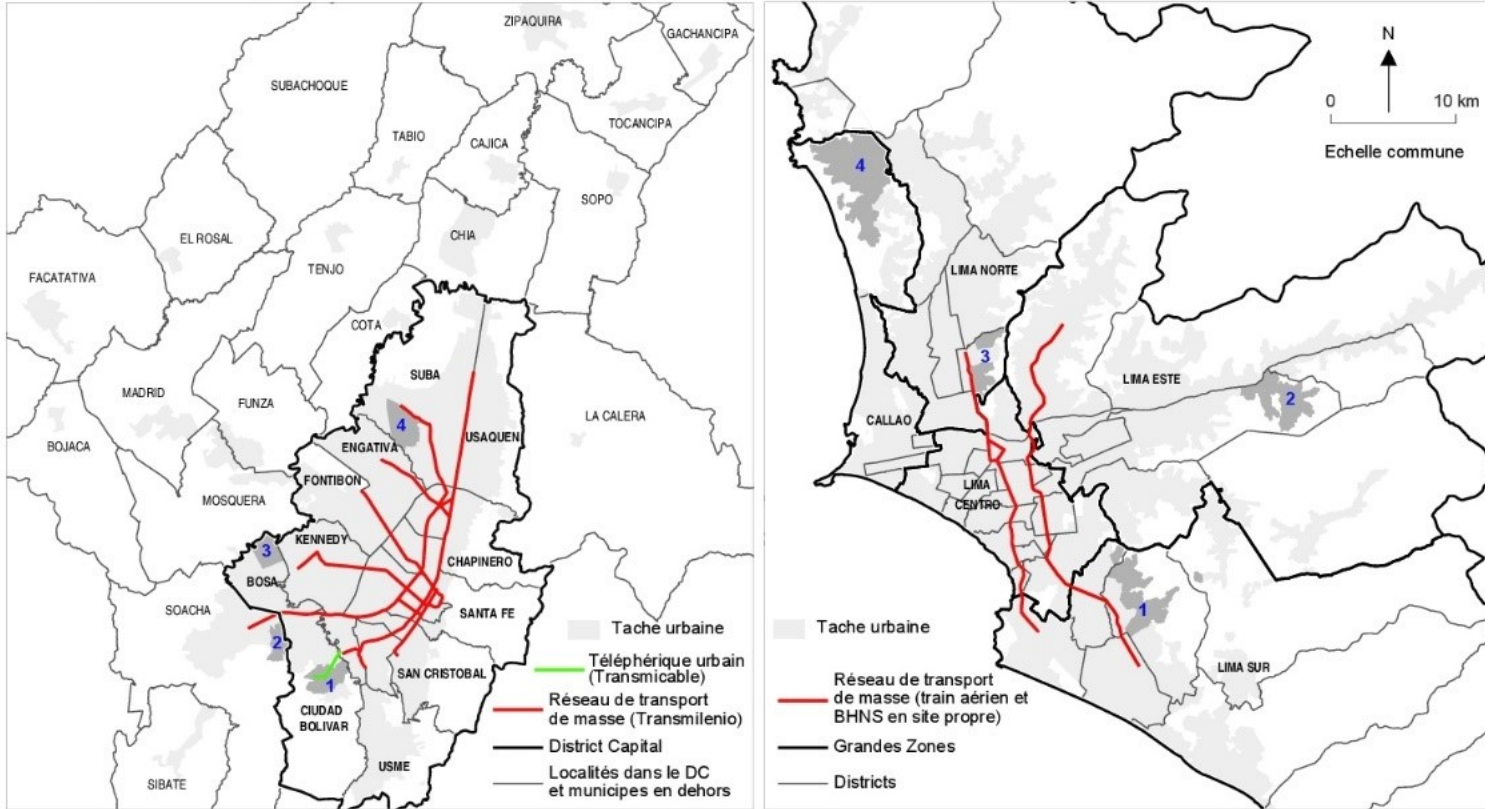 ZIPAQUIRA
GACHANCIPA
SUBACHOQUE
TABIO
CAJICA
TOCANCIPA
SOPO
CHIA
EL ROSAL
TENJO
FACATATIVA
COTA
SUBA
MADRID
FUNZA
LA CALERA
BOJACA
4
USAQUEN
ENGATIVA
FONTIBON
MOSQUERA
KENNEDY
3
CHAPINERO
BOSA
SOACHA
SANTA FE
2
SAN CRISTOBAL
1
CIUDAD
BOLIVAR
USME
SIBATE
Tache urbaine
Téléphérique urbain
(Transmicable)
Réseau de transport
de masse (Transmilenio)
District Capital
Localités dans le DC
et municipes en dehors
N
0 10 km
Echelle commune
4
LIMA NORTE
3
LIMA ESTE
2
CALLAO
LIMA
CENTRO
1
LIMA SUR
Tache urbaine
Réseau de transport
de masse (train aérien et
BHNS en site propre)
Grandes Zones
Districts